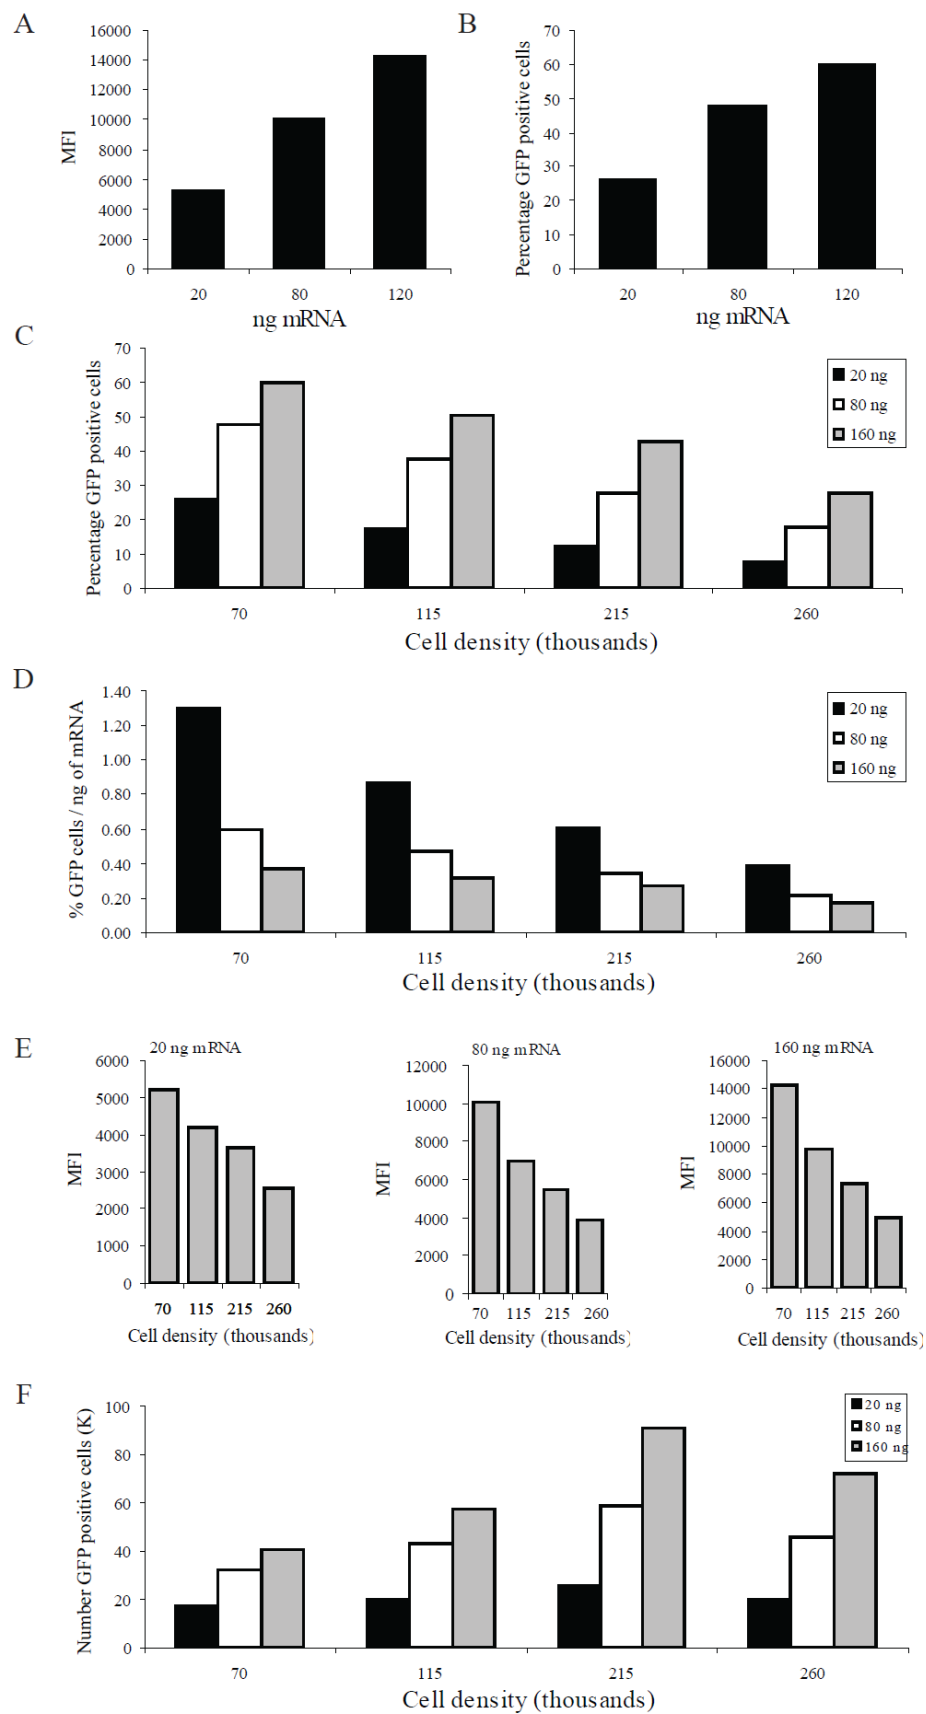 A
MFI
16000
14000
12000
10000
8000
6000
4000
2000
0
20 80 120
ng mRNA
B
Percentage GFP positive cells
70
60
50
40
30
20
10
0
20 80 120
ng mRNA
C
Percentage GFP positive cells
70
60
50
40
30
20
10
0
70 115 215 260
Cell density (thousands)
20 ng
80 ng
160 ng
D
% GFP cells / ng of mRNA
1.40
1.20
1.00
0.80
0.60
0.40
0.20
0.00
70 115 215 260
Cell density (thousands)
20 ng
80 ng
160 ng
E
20 ng mRNA
MFI
6000
5000
4000
3000
2000
1000
0
70 115 215 260
Cell density (thousands)
80 ng mRNA
MFI
12000
10000
8000
6000
4000
2000
0
70 115 215 260
Cell density (thousands)
160 ng mRNA
MFI
16000
14000
12000
10000
8000
6000
4000
2000
0
70 115 215 260
Cell density (thousands)
F
Number GFP positive cells (K)
100
80
60
40
20
0
70 115 215 260
Cell density (thousands)
20 ng
80 ng
160 ng